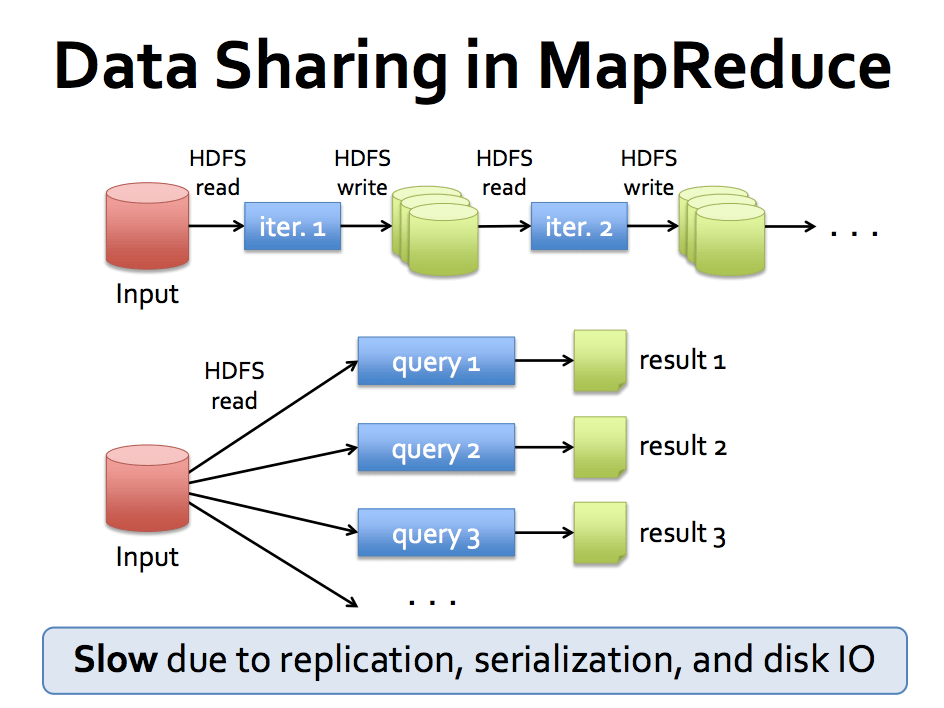 Data Sharing in MapReduce
HDFS
read
HDFS
write
HDFS
read
HDFS
write
iter. 1
iter. 2
. . .
Input
HDFS
read
query 1
result 1
query 2
result 2
query 3
result 3
Input
. . .
Slow due to replication, serialization, and disk IO